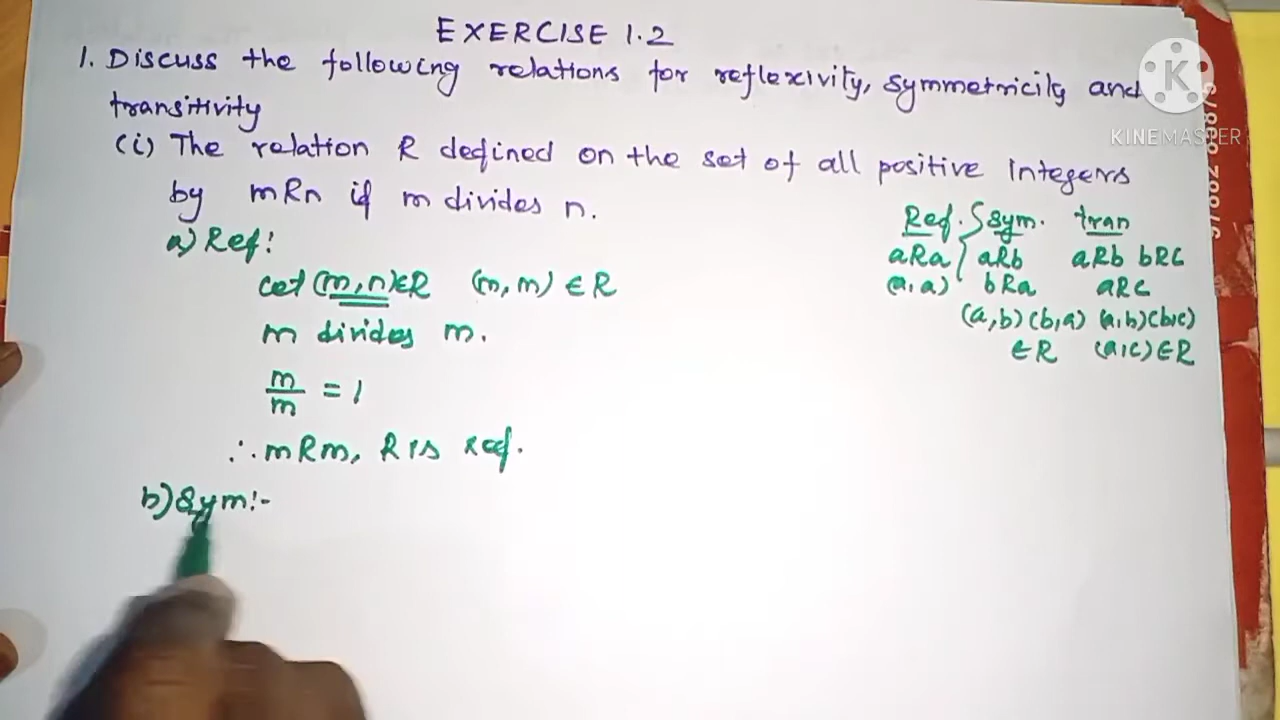 EXERCISE 1.2
1. Discuss the following relations for reflexivity, symmetricity and
transitivity
(i) The relation R defined on the set of all positive Integers
by mRn if m divides n.
a) Ref:
Let (m,n)∈R (m,m) ∈ R
m divides m.
m/m = 1
∴ mRm, R is Ref.
b) Sym:-
Ref. Sym. tran
aRa aRb aRb bRc
(a,a) bRa aRc
(a,b)(b,a) (a,b)(b,c)
∈R (a,c)∈R
K
KINEMASTER